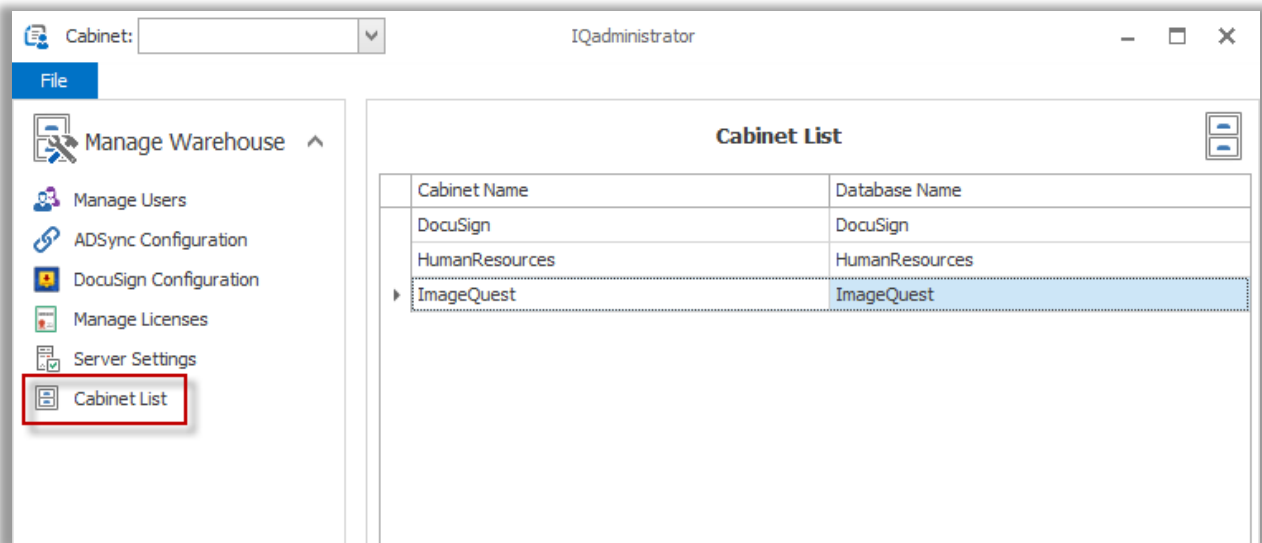 Cabinet:
IQadministrator
File
Manage Warehouse
Manage Users
ADSync Configuration
DocuSign Configuration
Manage Licenses
Server Settings
Cabinet List
Cabinet List
Cabinet Name Database Name
DocuSign DocuSign
HumanResources HumanResources
ImageQuest ImageQuest